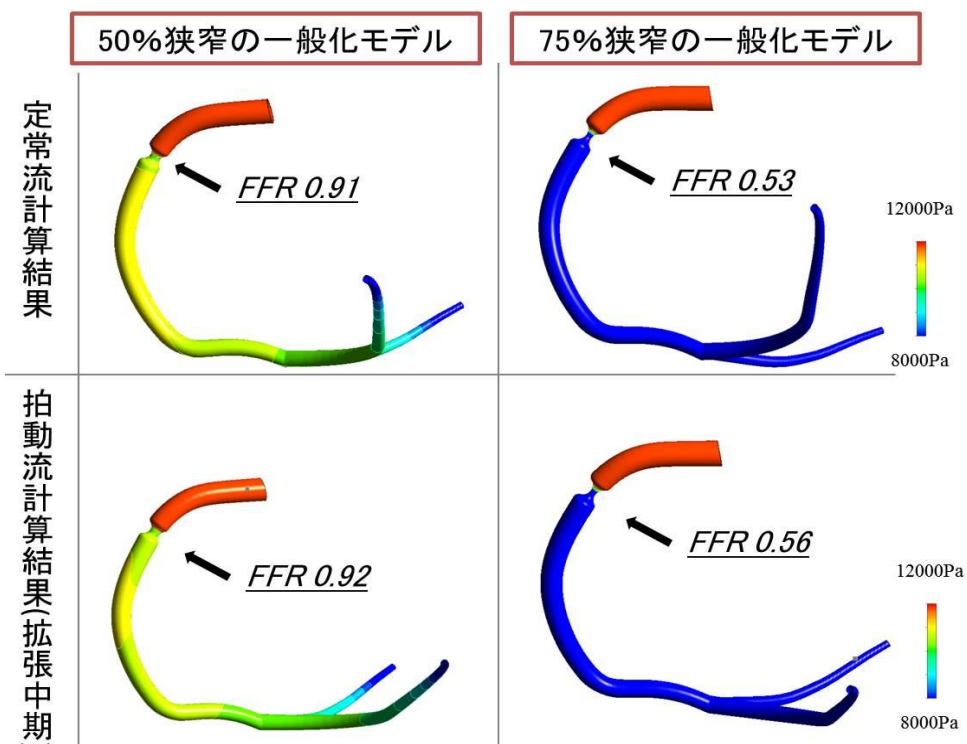 50%狭窄の一般化モデル
75%狭窄の一般化モデル
定常流計算結果
FFR 0.91
FFR 0.53
12000Pa
8000Pa
拍動流計算結果(拡張中期
FFR 0.92
FFR 0.56
12000Pa
8000Pa